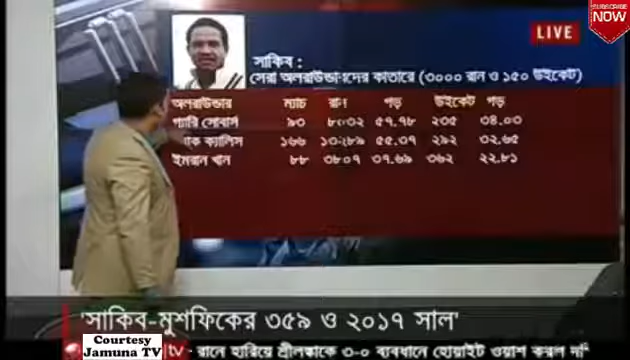 SUBSCRIBE
NOW
LIVE
সাকিব :
সেরা অলরাউন্ডারদের কাতারে (৩০০০ রান ও ১৫০ উইকেট)
অলরাউন্ডার ম্যাচ রান গড় উইকেট গড়
গ্যারি সোবার্স ৯৩ ৮০৩২ ৫৭.৭৮ ২৩৫ ৩৪.০৩
ক্যালিস ১৬৬ ১৩২৮৯ ৫৫.৩৭ ২৯২ ৩২.৬৫
ইমরান খান ৮৮ ৩৮০৭ ৩৭.৬৯ ৩৬২ ২২.৮১
'সাকিব-মুশফিকের ৩৫৯ ও ২০১৭ সাল'
Courtesy
Jamuna TV
tv রানে হারিয়ে শ্রীলঙ্কাকে ৩-০ ব্যবধানে হোয়াইট ওয়াশ করল